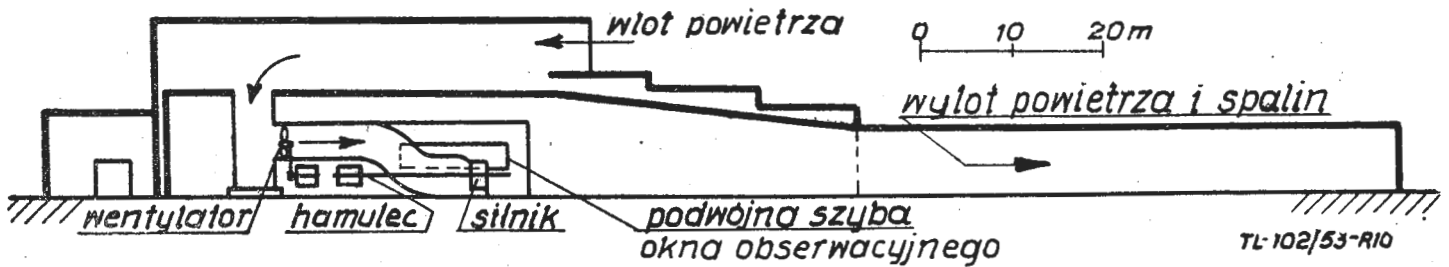 wlot powietrza
0 10 20m
wylot powietrza i spalin
wentylator
hamulec
silnik
podwójna szyba
okna obserwacyjnego
TL-102/53-R10